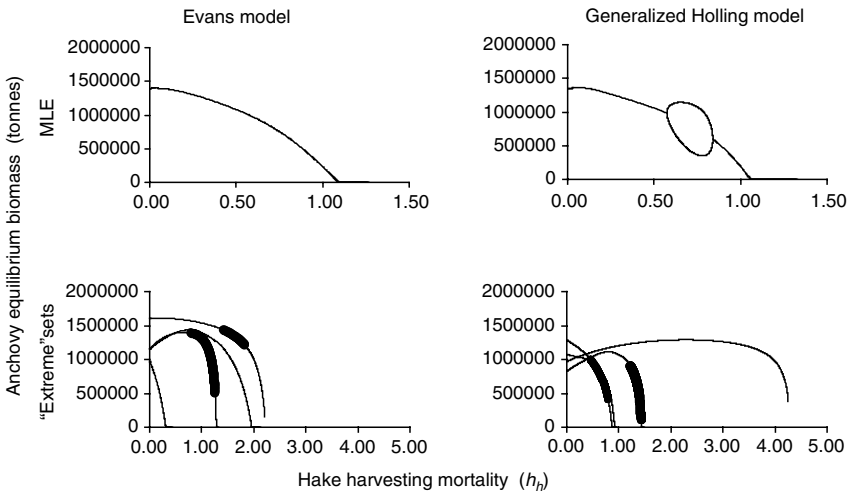 Evans model
Generalized Holling model
Anchovy equilibrium biomass (tonnes)
MLE
2000000
1500000
1000000
500000
0
0.00 0.50 1.00 1.50
2000000
1500000
1000000
500000
0
0.00 0.50 1.00 1.50
“Extreme”sets
2000000
1500000
1000000
500000
0
0.00 1.00 2.00 3.00 4.00 5.00
2000000
1500000
1000000
500000
0
0.00 1.00 2.00 3.00 4.00 5.00
Hake harvesting mortality (hh)